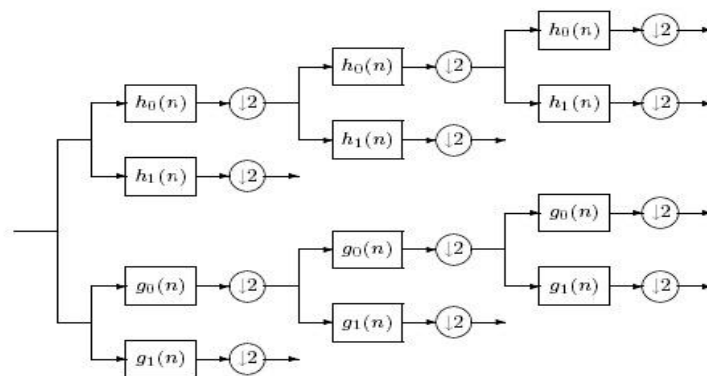 h₀(n) ↓2
h₀(n) ↓2 h₁(n) ↓2
h₀(n) ↓2 h₁(n) ↓2
h₁(n) ↓2
g₀(n) ↓2
g₀(n) ↓2 g₁(n) ↓2
g₀(n) ↓2 g₁(n) ↓2
g₁(n) ↓2